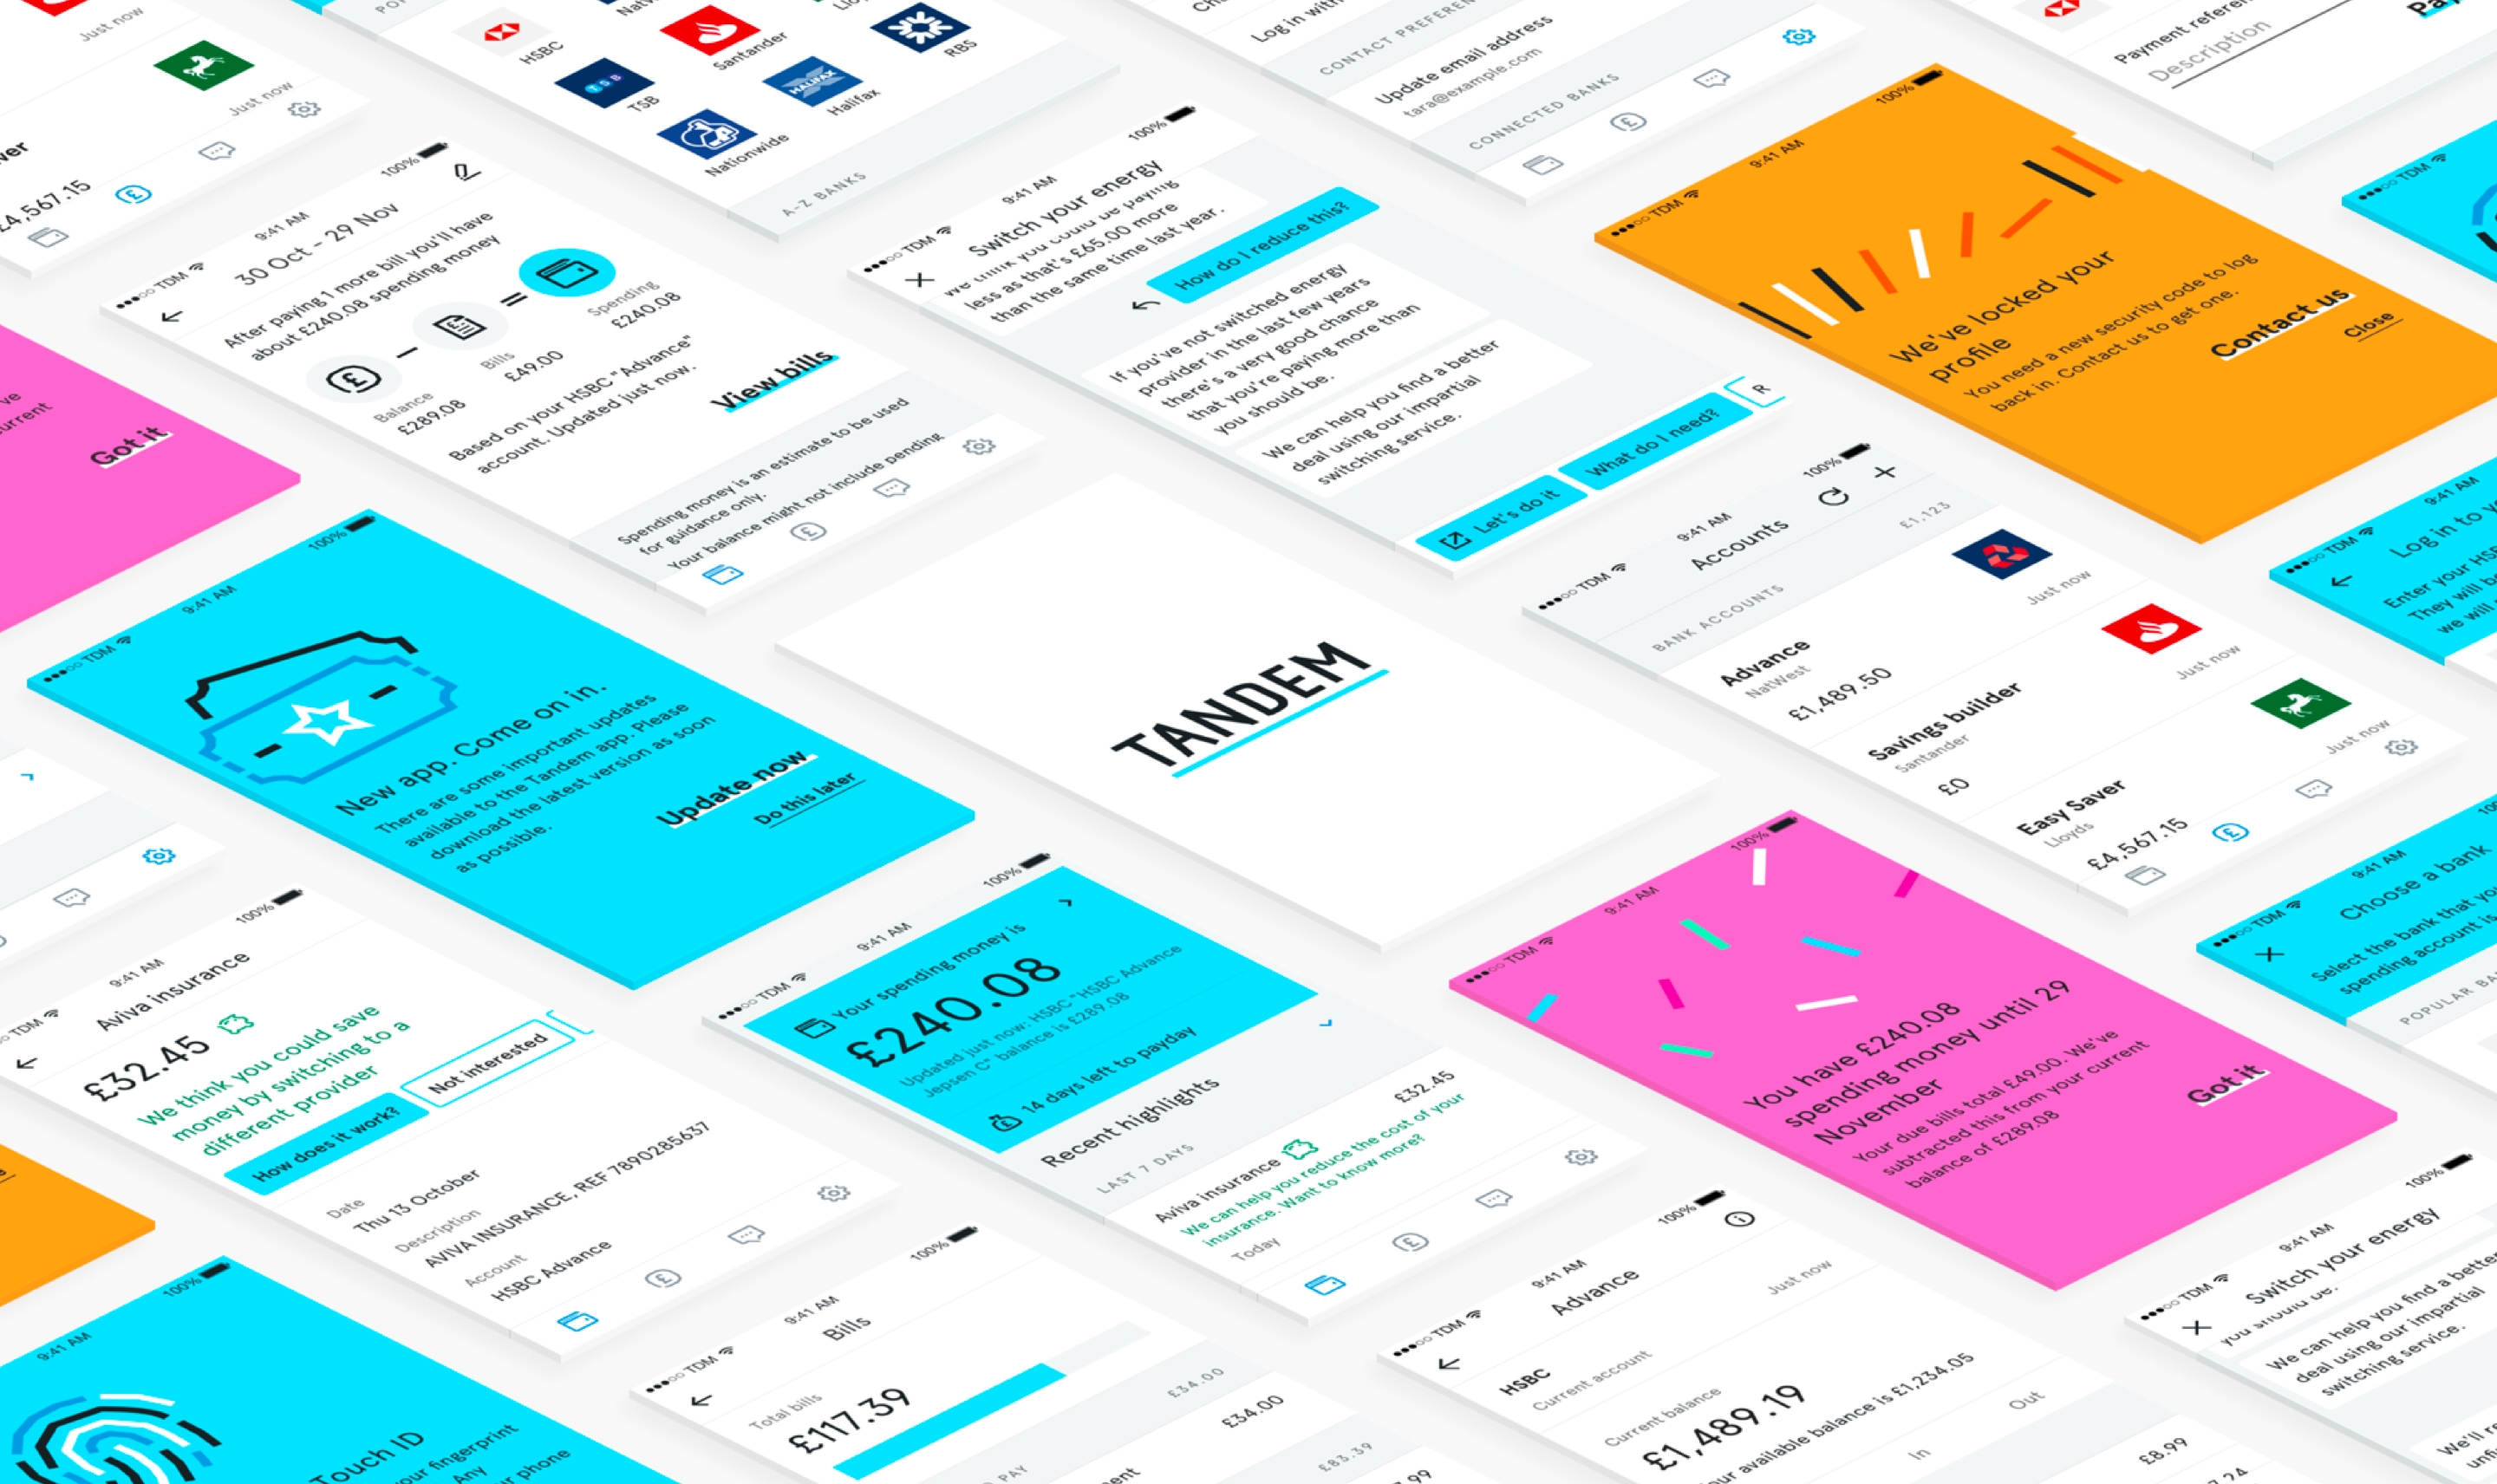 Just now
Just now
£4,567.15
HSBC
Santander
RBS
TSB
Halifax
HALIFAX
Nationwide
A-Z BANKS
Log in with
CONTACT PREFERENCES
Update email address
tara@example.com
CONNECTED BANKS
Payment reference
Description
TDM
9:41 AM
100%
30 Oct – 29 Nov
After paying 1 more bill you'll have
about £240.08 spending money
Balance
£289.08
Bills
£49.00
Spending
£240.08
Based on your HSBC "Advance"
account. Updated just now.
View bills
Spending money is an estimate to be used
for guidance only.
Your balance might not include pending
TDM
9:41 AM
100%
Switch your energy
We think you could be paying
less as that's £65.00 more
than the same time last year.
How do I reduce this?
If you've not switched energy
provider in the last few years
there's a very good chance
that you're paying more than
you should be.
We can help you find a better
deal using our impartial
switching service.
Let's do it
What do I need?
R
TDM
9:41 AM
100%
We've locked your
profile
You need a new security code to log
back in. Contact us to get one.
Contact us
Close
TDM
Got it
TDM
9:41 AM
100%
New app. Come on in.
There are some important updates
available to the Tandem app. Please
download the latest version as soon
as possible.
Update now
Do this later
TANDEM
TDM
9:41 AM
100%
Accounts
BANK ACCOUNTS
£1,123
Advance
NatWest
£1,489.50
Just now
Savings builder
Santander
£0
Just now
Easy Saver
Lloyds
£4,567.15
Just now
TDM
9:41 AM
Log in to
Enter your
They will
we will
TDM
9:41 AM
100%
Aviva insurance
£32.45
We think you could save
money by switching to a
different provider
How does it work?
Not interested
Date
Thu 13 October
Description
AVIVA INSURANCE, REF 7890285637
Account
HSBC Advance
TDM
9:41 AM
100%
Your spending money is
£240.08
Updated just now: HSBC "HSBC Advance
Jepsen C" balance is £289.08
14 days left to payday
Recent highlights
LAST 7 DAYS
Aviva insurance
£32.45
We can help you reduce the cost of your
insurance. Want to know more?
Today
TDM
9:41 AM
100%
You have £240.08
spending money until 29
November
Your due bills total £49.00. We've
subtracted this from your current
balance of £289.08
Got it
TDM
9:41 AM
Choose a bank
Select the bank that
spending account is
POPULAR
9:41 AM
100%
Touch ID
fingerprint
Any
phone
TDM
9:41 AM
100%
Bills
Total bills
£117.39
£34.00
£34.00
PAY
£83.39
TDM
9:41 AM
100%
Advance
HSBC
Current account
Just now
Current balance
£1,489.19
available balance is £1,234.05
In
Out
£8.99
TDM
9:41 AM
100%
Switch your energy
you should be.
We can help you find a better
deal using our impartial
switching service.
We'll